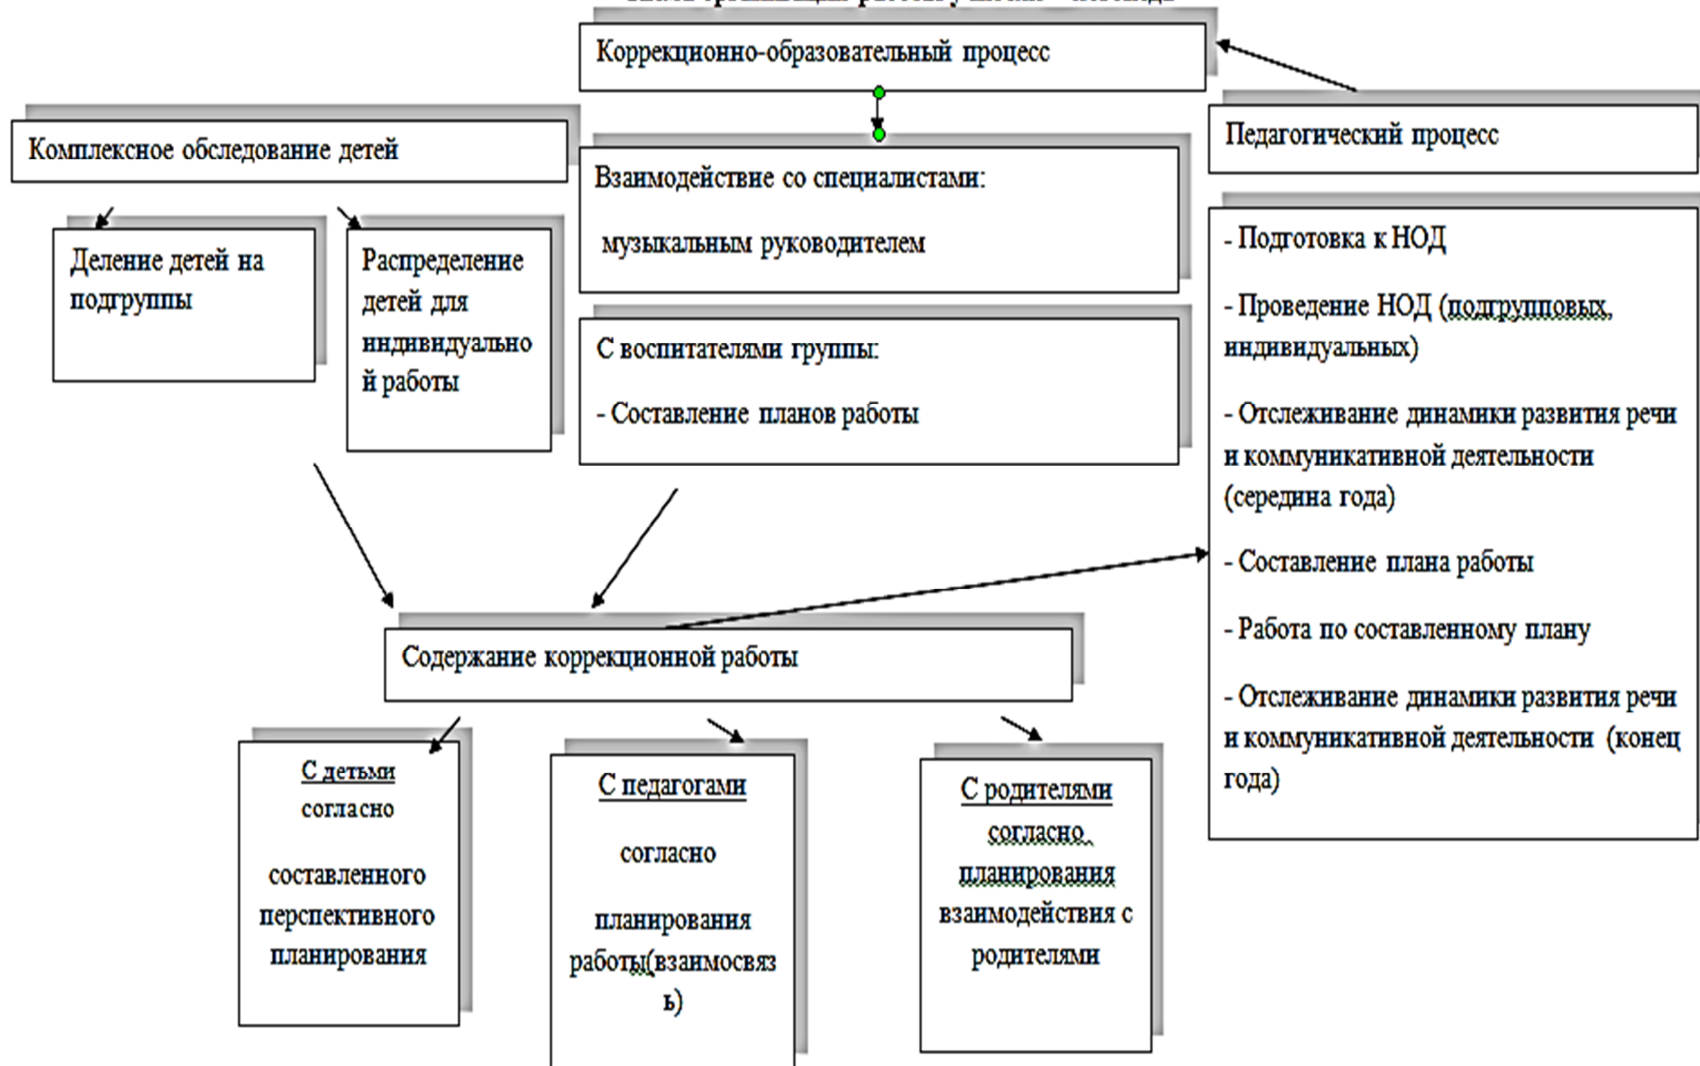 Коррекционно-образовательный процесс
Комплексное обследование детей
Деление детей на
подгруппы
Распределение
детей для
индивидуально
й работы
Взаимодействие со специалистами:
музыкальным руководителем
С воспитателями группы:
- Составление планов работы
Педагогический процесс
- Подготовка к НОД
- Проведение НОД (подгрупповых,
индивидуальных)
- Отслеживание динамики развития речи
и коммуникативной деятельности
(середина года)
- Составление плана работы
- Работа по составленному плану
- Отслеживание динамики развития речи
и коммуникативной деятельности (конец
года)
Содержание коррекционной работы
С детьми
согласно
составленного
перспективного
планирования
С педагогами
согласно
планирования
работы(взаимосвяз
ь)
С родителями
согласно
планирования
взаимодействия с
родителями